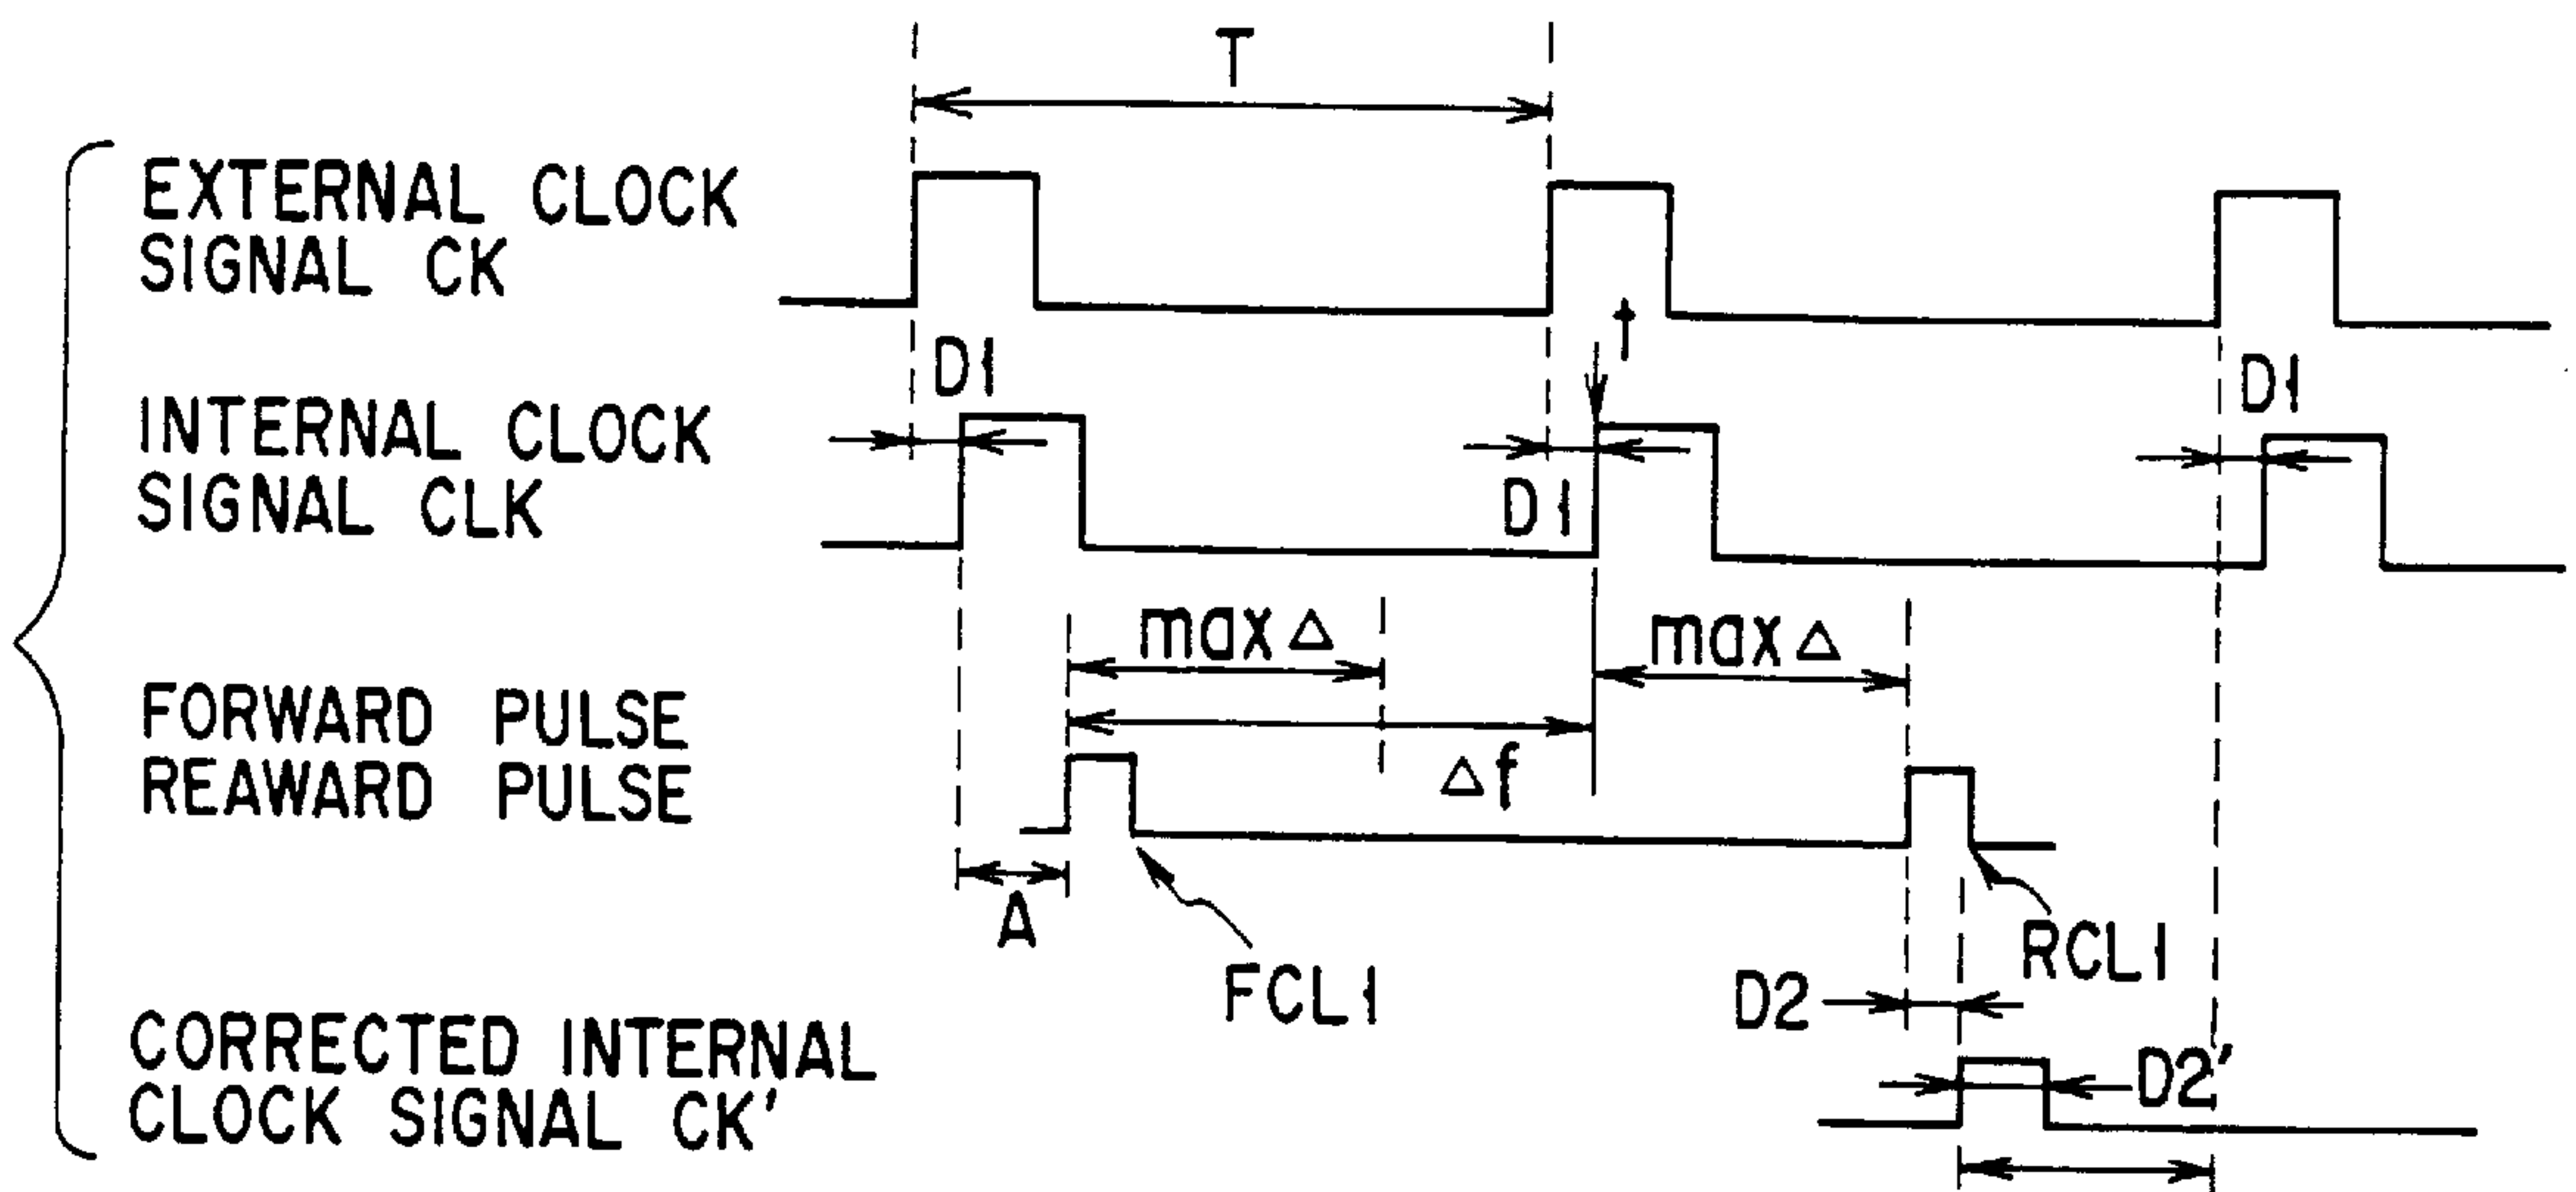 T
EXTERNAL CLOCK
SIGNAL CK
t
D1
D1
INTERNAL CLOCK
SIGNAL CLK
D1
max Δ
max Δ
FORWARD PULSE
REAWARD PULSE
Δf
A
FCL1
RCL1
D2
CORRECTED INTERNAL
CLOCK SIGNAL CK'
D2'